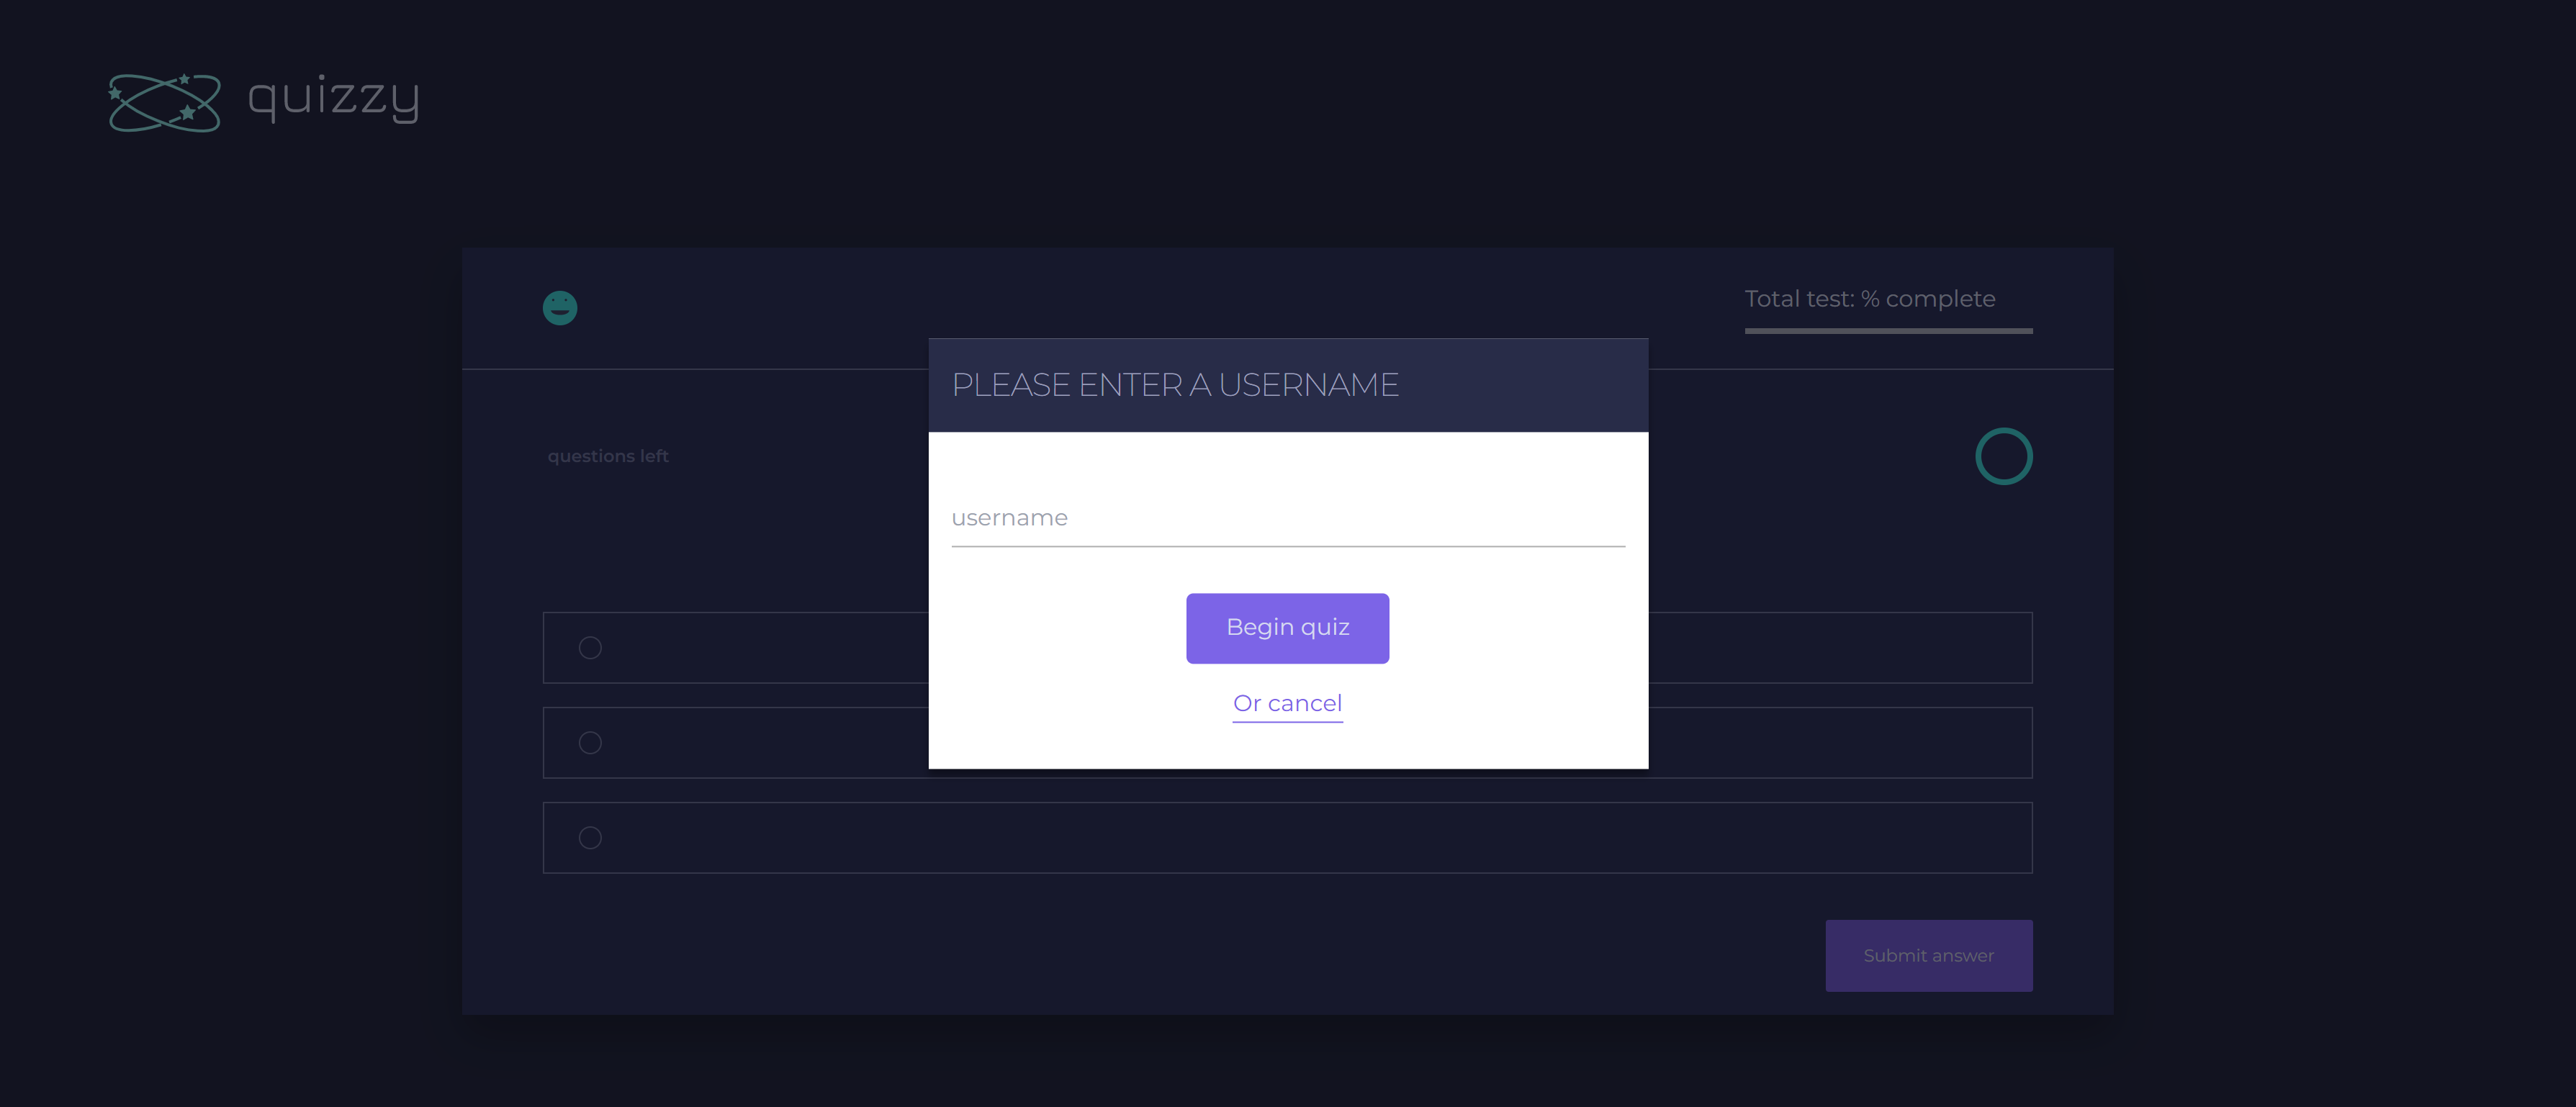 quizzy
Total test: % complete
PLEASE ENTER A USERNAME
questions left
username
Begin quiz
Or cancel
Submit answer